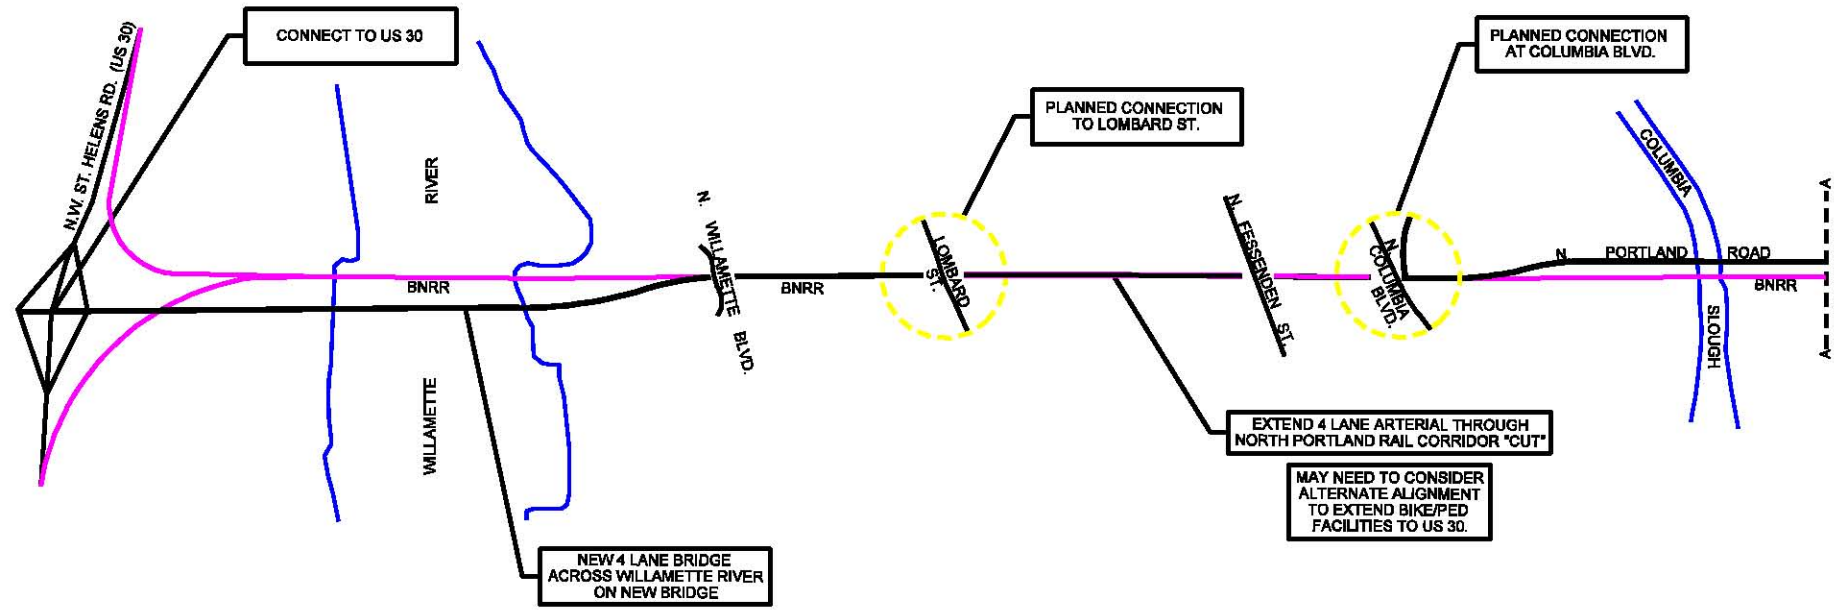 CONNECT TO US 30
N.W. ST. HELENS RD. (US 30)
RIVER
WILLAMETTE
BNRR
N. WILLAMETTE BLVD.
BNRR
PLANNED CONNECTION
TO LOMBARD ST.
LOMBARD
ST.
N. FESSENDEN ST.
PLANNED CONNECTION
AT COLUMBIA BLVD.
N
COLUMBIA
BLVD.
N PORTLAND ROAD
BNRR
COLUMBIA
SLOUGH
A
A
EXTEND 4 LANE ARTERIAL THROUGH
NORTH PORTLAND RAIL CORRIDOR "CUT"
MAY NEED TO CONSIDER
ALTERNATE ALIGNMENT
TO EXTEND BIKE/PED
FACILITIES TO US 30.
NEW 4 LANE BRIDGE
ACROSS WILLAMETTE RIVER
ON NEW BRIDGE